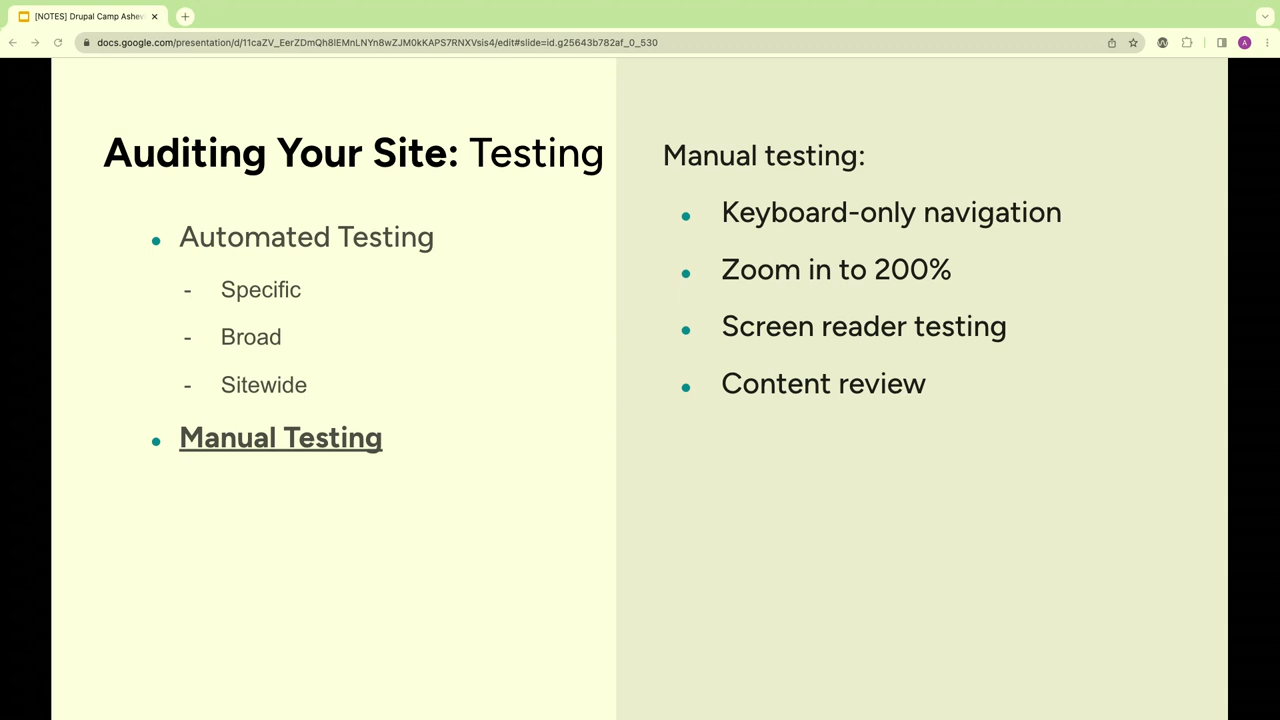 [NOTES] Drupal Camp Ashev
docs.google.com/presentation/d/11caZV_EerZDmQh8lEMnLNYn8wZJM0kKAPS7RNXVsis4/edit#slide=id.g25643b782af_0_530
A
Auditing Your Site: Testing
Automated Testing
- Specific
- Broad
- Sitewide
Manual Testing
Manual testing:
Keyboard-only navigation
Zoom in to 200%
Screen reader testing
Content review